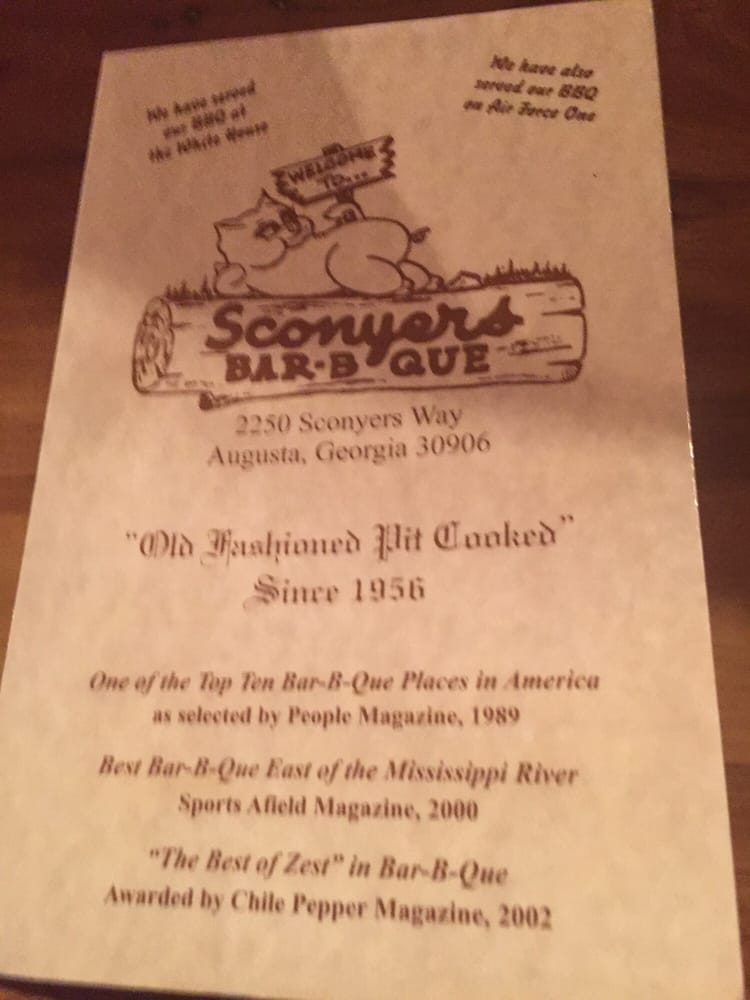 We have served
our BBQ at
the White House
We have also
served our BBQ
on Air Force One
WELCOME
TO...
Sconyers
BAR-B QUE
2250 Sconyers Way
Augusta, Georgia 30906
"Old Fashioned Pit Cooked"
Since 1956
One of the Top Ten Bar-B-Que Places in America
as selected by People Magazine, 1989
Best Bar-B-Que East of the Mississippi River
Sports Afield Magazine, 2000
"The Best of Zest" in Bar-B-Que
Awarded by Chile Pepper Magazine, 2002